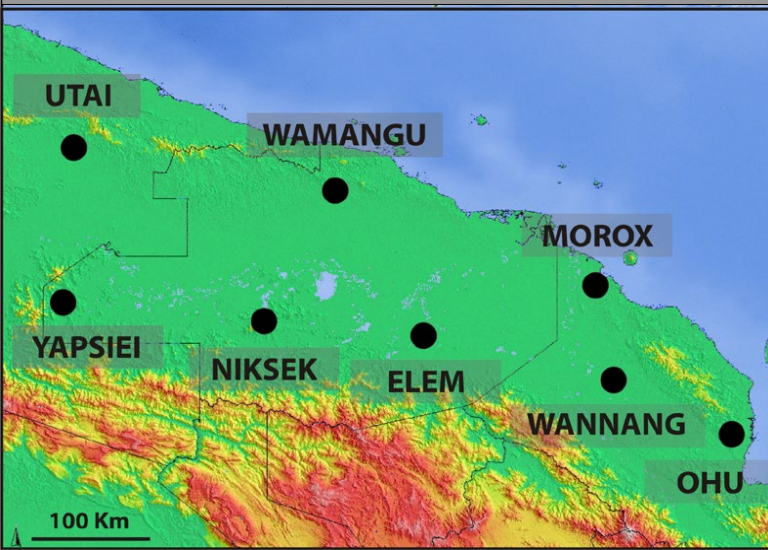 UTAI
WAMANGU
MOROX
YAPSIEI
NIKSEK
ELEM
WANNANG
OHU
100 Km